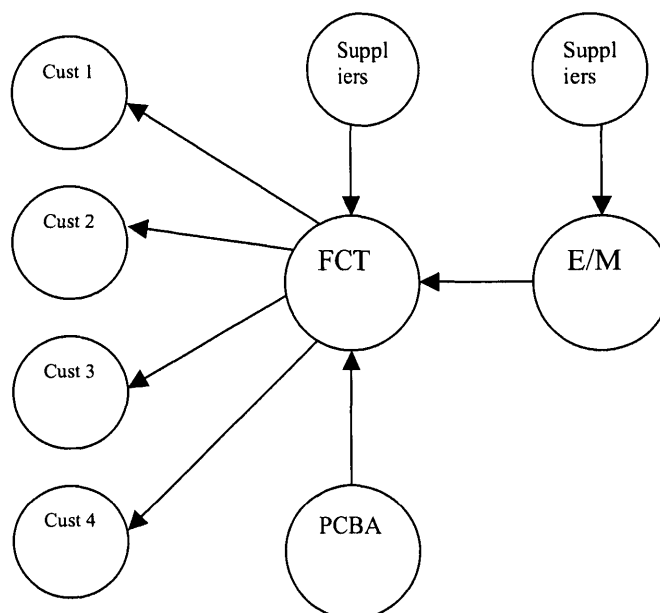 Cust 1
Suppl
iers
Suppl
iers
Cust 2
FCT
E/M
Cust 3
Cust 4
PCBA